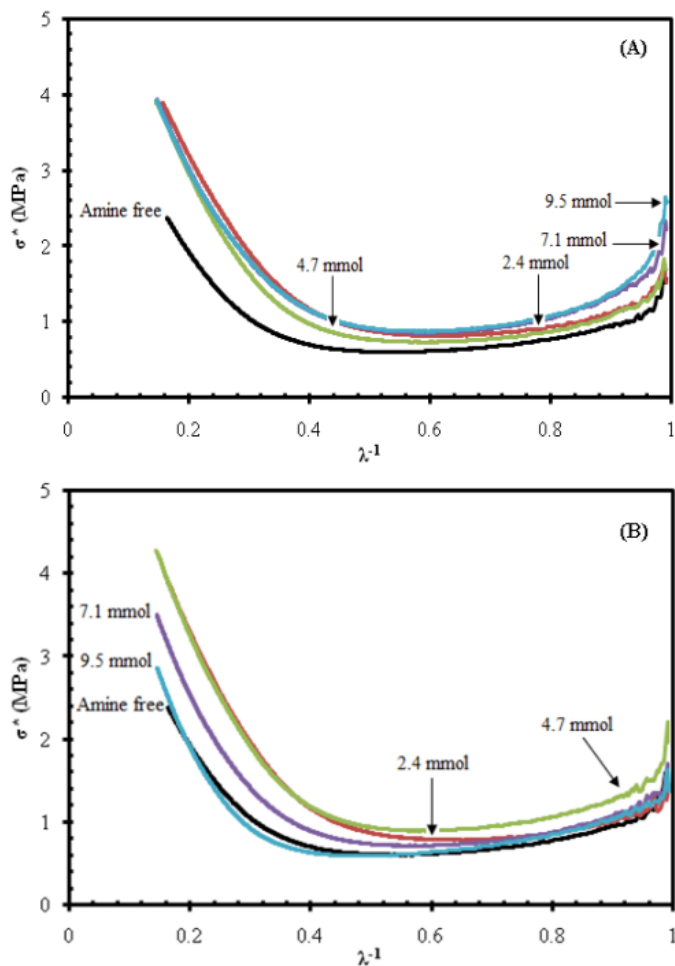 5
(A)
4
σ* (MPa)
3
Amine free
9.5 mmol
2
4.7 mmol
2.4 mmol
7.1 mmol
1
0
0 0.2 0.4 0.6 0.8 1
λ-1
5
(B)
4
σ* (MPa)
7.1 mmol
3
9.5 mmol
Amine free
4.7 mmol
2
2.4 mmol
1
0
0 0.2 0.4 0.6 0.8 1
λ-1